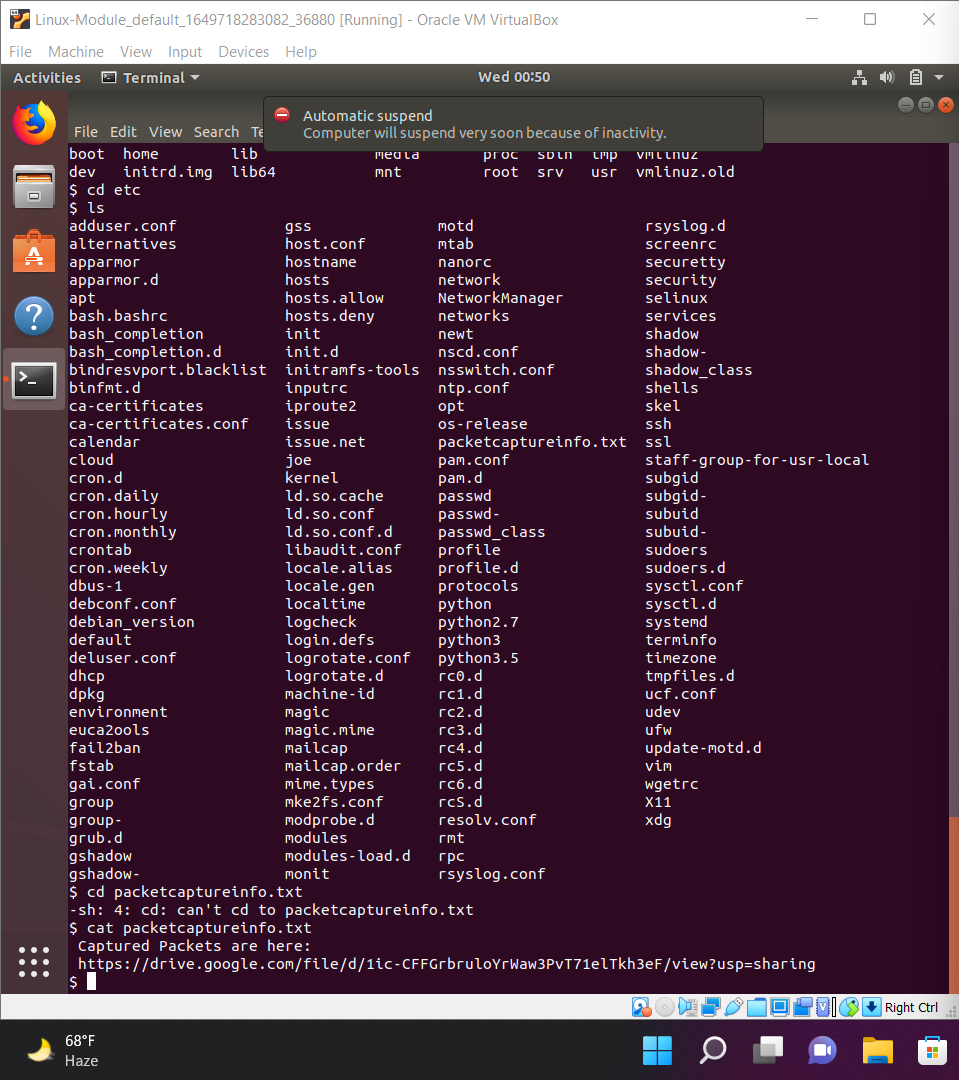 Linux-Module_default_1649718283082_36880 [Running] - Oracle VM VirtualBox
File Machine View Input Devices Help
Activities Terminal Wed 00:50
Automatic suspend
Computer will suspend very soon because of inactivity.
File Edit View Search Te
boot home lib media proc sbin tmp vmlinuz
dev initrd.img lib64 mnt root srv usr vmlinuz.old
$ cd etc
$ ls
adduser.conf gss motd rsyslog.d
alternatives host.conf mtab screenrc
apparmor hostname nanorc securetty
apparmor.d hosts network security
apt hosts.allow NetworkManager selinux
bash.bashrc hosts.deny networks services
bash_completion init newt shadow
bash_completion.d init.d nscd.conf shadow-
bindresvport.blacklist initramfs-tools nsswitch.conf shadow_class
binfmt.d inputrc ntp.conf shells
ca-certificates iproute2 opt skel
ca-certificates.conf issue os-release ssh
calendar issue.net packetcaptureinfo.txt ssl
cloud joe pam.conf staff-group-for-usr-local
cron.d kernel pam.d subgid
cron.daily ld.so.cache passwd subgid-
cron.hourly ld.so.conf passwd- subuid
cron.monthly ld.so.conf.d passwd_class subuid-
crontab libaudit.conf profile sudoers
cron.weekly locale.alias profile.d sudoers.d
dbus-1 locale.gen protocols sysctl.conf
debconf.conf localtime python sysctl.d
debian_version logcheck python2.7 systemd
default login.defs python3 terminfo
deluser.conf logrotate.conf python3.5 timezone
dhcp logrotate.d rc0.d tmpfiles.d
dpkg machine-id rc1.d ucf.conf
environment magic rc2.d udev
euca2ools magic.mime rc3.d ufw
fail2ban mailcap rc4.d update-motd.d
fstab mailcap.order rc5.d vim
gai.conf mime.types rc6.d wgetrc
group mke2fs.conf rcS.d X11
group- modprobe.d resolv.conf xdg
grub.d modules rmt
gshadow modules-load.d rpc
gshadow- monit rsyslog.conf
$ cd packetcaptureinfo.txt
-sh: 4: cd: can't cd to packetcaptureinfo.txt
$ cat packetcaptureinfo.txt
Captured Packets are here:
https://drive.google.com/file/d/1ic-CFFGrbruloYrWaw3PvT71elTkh3eF/view?usp=sharing
$
Right Ctrl
68°F
Haze